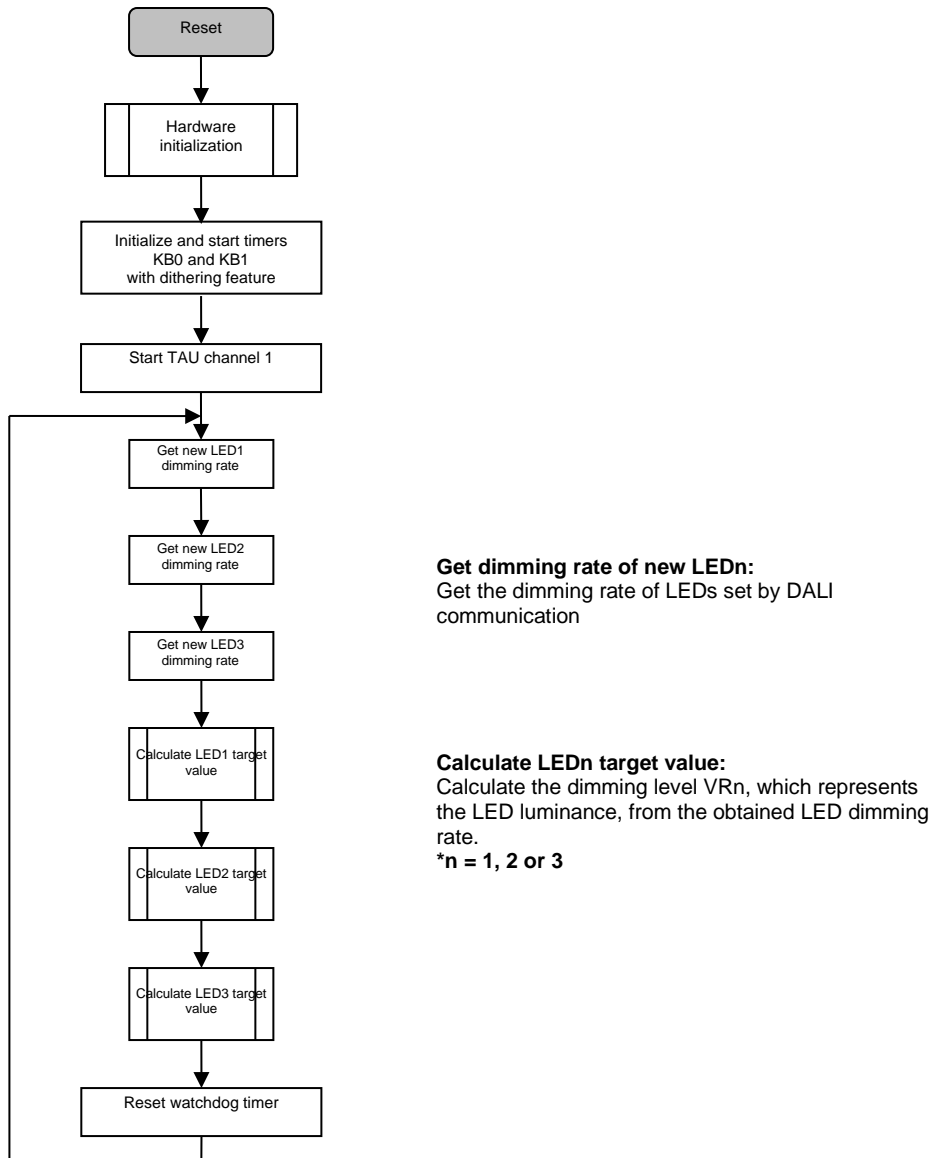 Reset
Hardware
initialization
Initialize and start timers
KB0 and KB1
with dithering feature
Start TAU channel 1
Get new LED1
dimming rate
Get new LED2
dimming rate
Get new LED3
dimming rate
Calculate LED1 target
value
Calculate LED2 target
value
Calculate LED3 target
value
Reset watchdog timer
Get dimming rate of new LEDn:
Get the dimming rate of LEDs set by DALI
communication
Calculate LEDn target value:
Calculate the dimming level VRn, which represents
the LED luminance, from the obtained LED dimming
rate.
*n = 1, 2 or 3